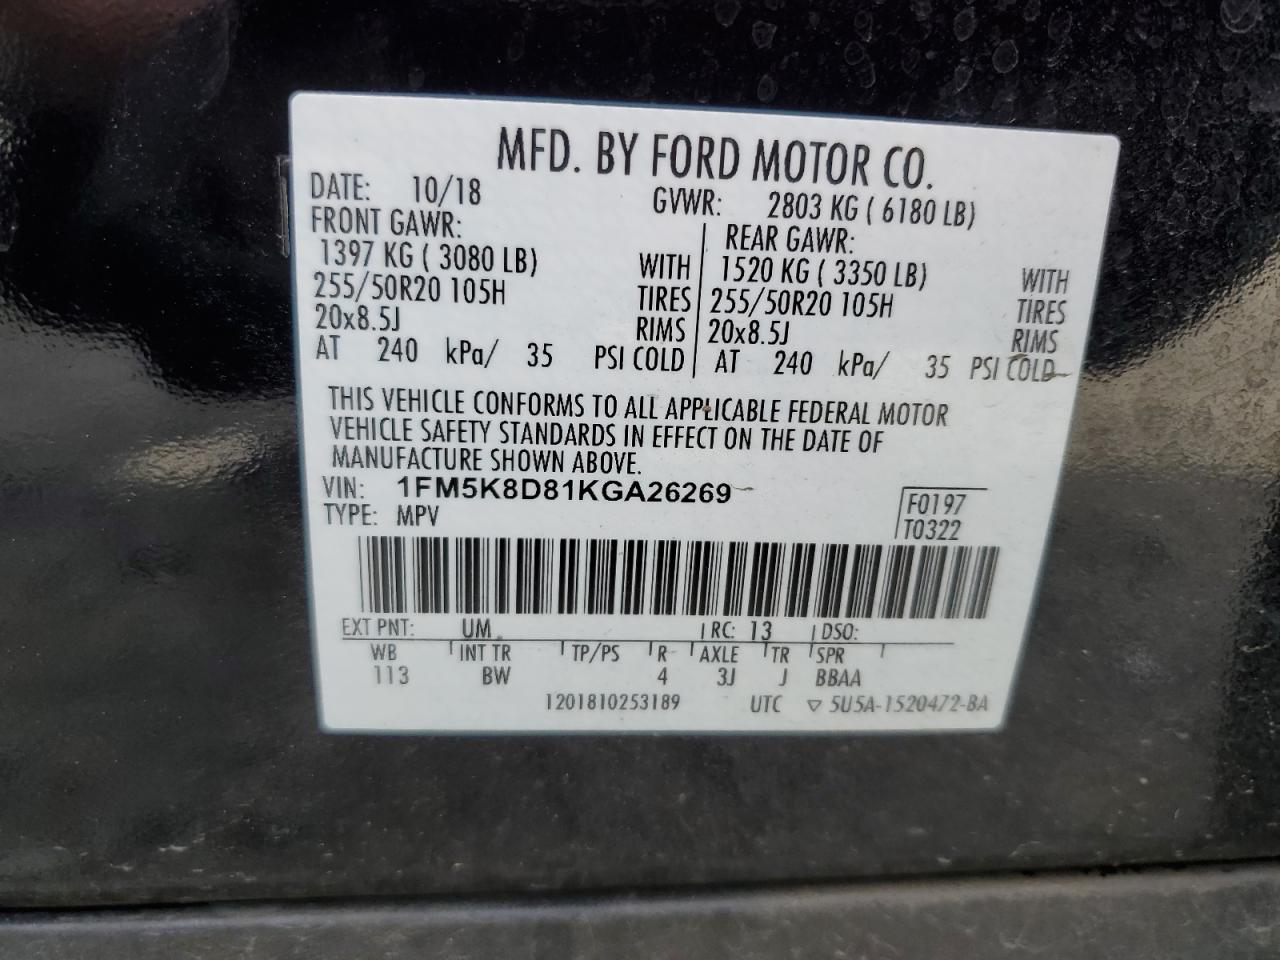 MFD. BY FORD MOTOR CO.
DATE: 10/18 GVWR: 2803 KG ( 6180 LB)
FRONT GAWR: REAR GAWR:
1397 KG ( 3080 LB) WITH 1520 KG ( 3350 LB) WITH
255/50R20 105H TIRES 255/50R20 105H TIRES
20x8.5J RIMS 20x8.5J RIMS
AT 240 kPa/ 35 PSI COLD AT 240 kPa/ 35 PSI COLD
THIS VEHICLE CONFORMS TO ALL APPLICABLE FEDERAL MOTOR
VEHICLE SAFETY STANDARDS IN EFFECT ON THE DATE OF
MANUFACTURE SHOWN ABOVE.
VIN: 1FM5K8D81KGA26269
TYPE: MPV
F0197
T0322
EXT PNT: UM RC: 13 DSO:
WB INT TR TP/PS R AXLE TR SPR
113 BW 4 3J J BBAA
1201810253189 UTC ▽ 5U5A-1520472-BA